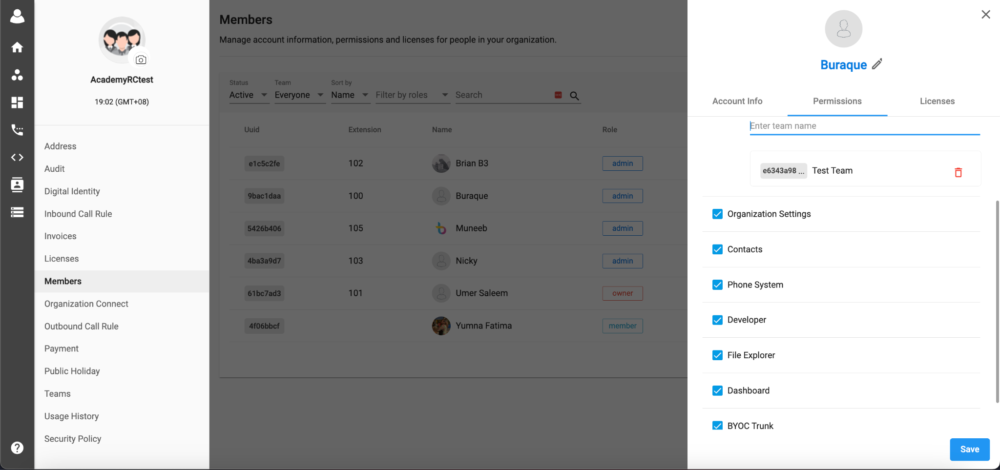 AcademyRCtest
19:02 (GMT+08)
Address
Audit
Digital Identity
Inbound Call Rule
Invoices
Licenses
Members
Organization Connect
Outbound Call Rule
Payment
Public Holiday
Teams
Usage History
Security Policy
Members
Manage account information, permissions and licenses for people in your organization.
Status Team Sort by
Active Everyone Name Filter by roles Search
Uuid Extension Name Role
e1c5c2fe 102 Brian B3 admin
9bac1daa 100 Buraque admin
5426b406 105 Muneeb admin
4ba3a9d7 103 Nicky admin
61bc7ad3 101 Umer Saleem owner
4f06bbcf Yumna Fatima member
Buraque
Account Info Permissions Licenses
Enter team name
e6343a98 ... Test Team
Organization Settings
Contacts
Phone System
Developer
File Explorer
Dashboard
BYOC Trunk
Save